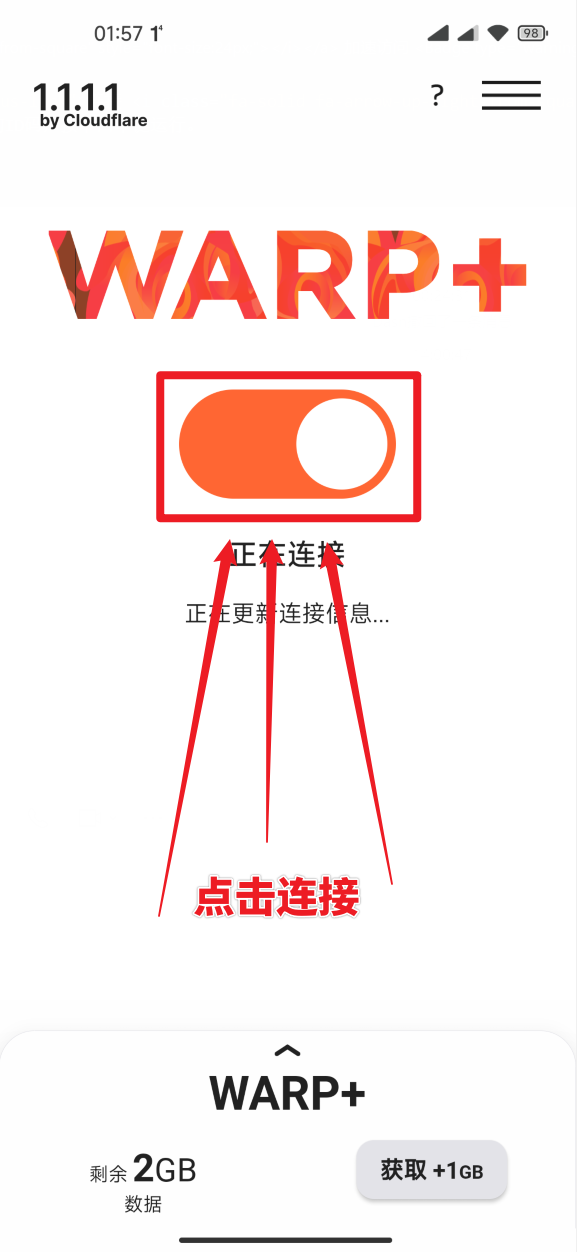 01:57 98
1.1.1.1
by Cloudflare
?
WARP+
正在连接
正在更新连接信息...
点击连接
WARP+
剩余 2GB
数据
获取 +1GB